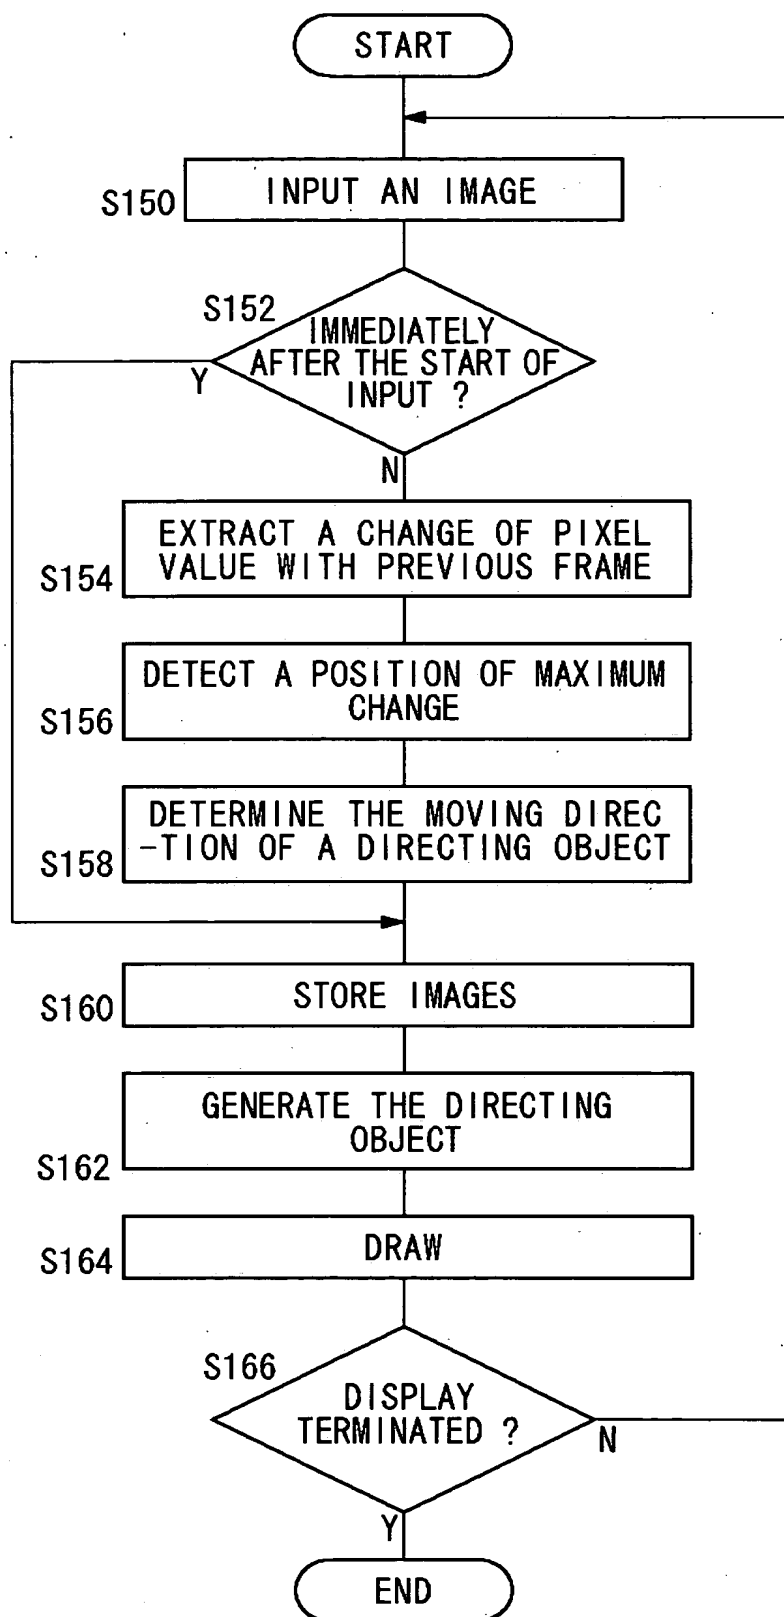 START
S150
INPUT AN IMAGE
S152
IMMEDIATELY
AFTER THE START OF
INPUT ?
Y
N
EXTRACT A CHANGE OF PIXEL
VALUE WITH PREVIOUS FRAME
S154
DETECT A POSITION OF MAXIMUM
CHANGE
S156
DETERMINE THE MOVING DIREC
-TION OF A DIRECTING OBJECT
S158
STORE IMAGES
S160
GENERATE THE DIRECTING
OBJECT
S162
DRAW
S164
S166
DISPLAY
TERMINATED ?
N
Y
END